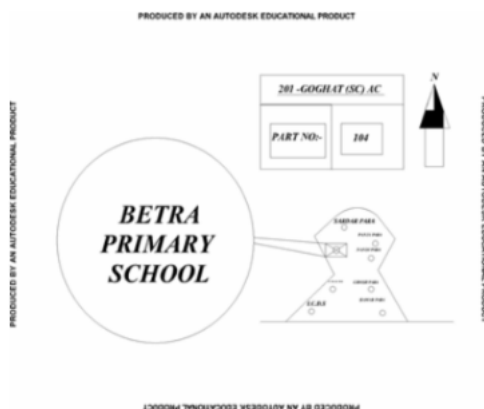 PRODUCED BY AN AUTODESK EDUCATIONAL PRODUCT
201 -GOGHAT (SC) AC
N
PART NO:-
104
BETRA
PRIMARY
SCHOOL
PARA
I.C.D.S
PRODUCED BY AN AUTODESK EDUCATIONAL PRODUCT
PRODUCED BY AN AUTODESK EDUCATIONAL PRODUCT
PRODUCED BY AN AUTODESK EDUCATIONAL PRODUCT